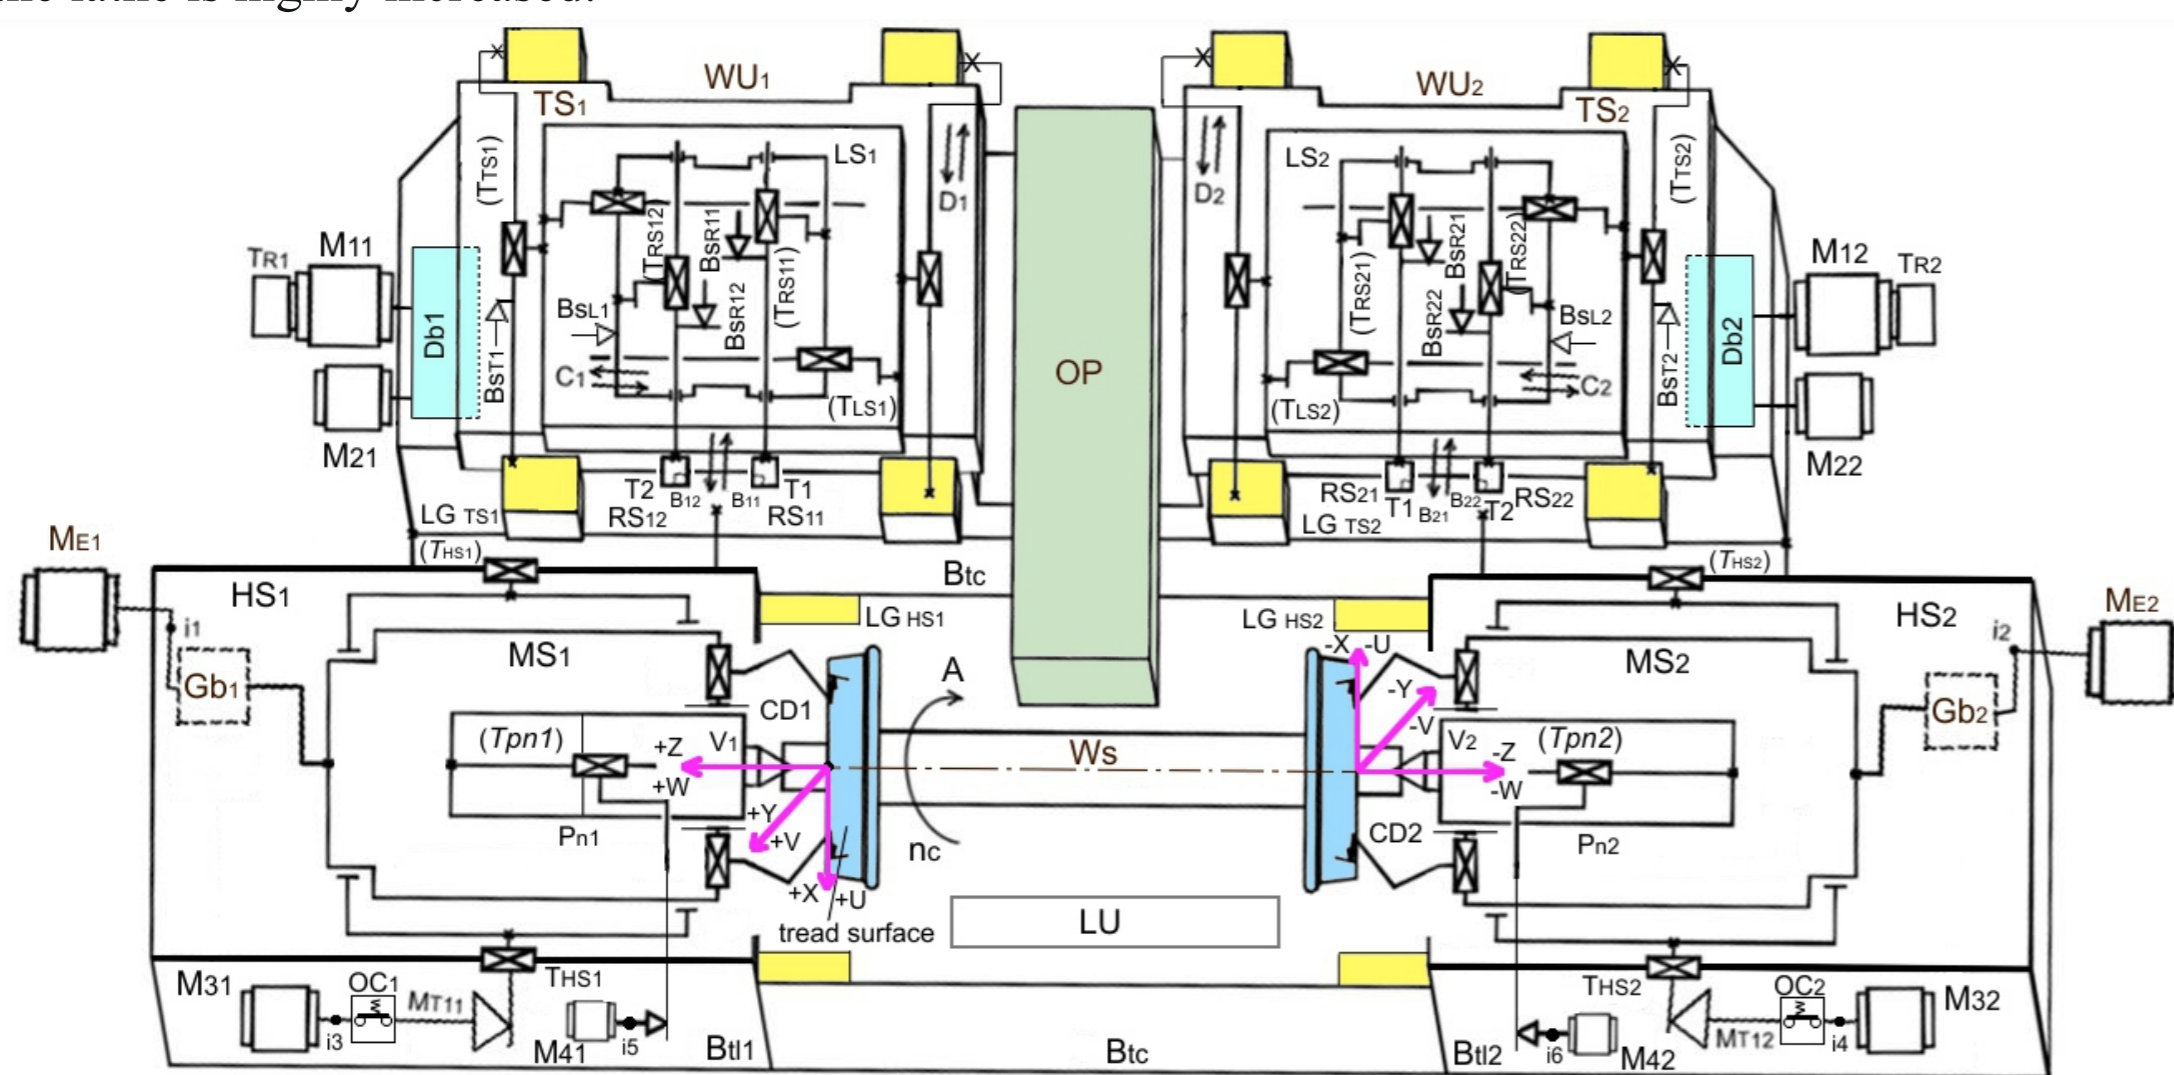 the lathe is highly increased.
WU1
WU2
TS1
TS2
(TTS1)
(TTS2)
LS1
LS2
D1
D2
(TRS12)
BSR11
(TRS11)
BSR12
BSL1
C1
(TLS1)
(TRS21)
BSR21
(TRS22)
BSR22
BSL2
C2
(TLS2)
TR1
M11
Db1
BST1
M21
OP
M12
TR2
Db2
BST2
M22
T2
B12
B11
T1
RS12
RS11
LG TS1
RS21
T1
B21
B22
T2
RS22
LG TS2
ME1
(THS1)
HS1
Btc
LG HS1
LG HS2
(THS2)
HS2
ME2
i1
i2
Gb1
MS1
CD1
A
-X
-U
-Y
-V
MS2
Gb2
(Tpn1)
+Z
V1
+W
Ws
V2
-Z
-W
(Tpn2)
Pn1
+Y
+V
nc
CD2
Pn2
+X
+U
tread surface
LU
M31
OC1
MT11
THS1
i3
M41
i5
Btl1
Btc
Btl2
THS2
OC2
M32
MT12
i4
i6
M42